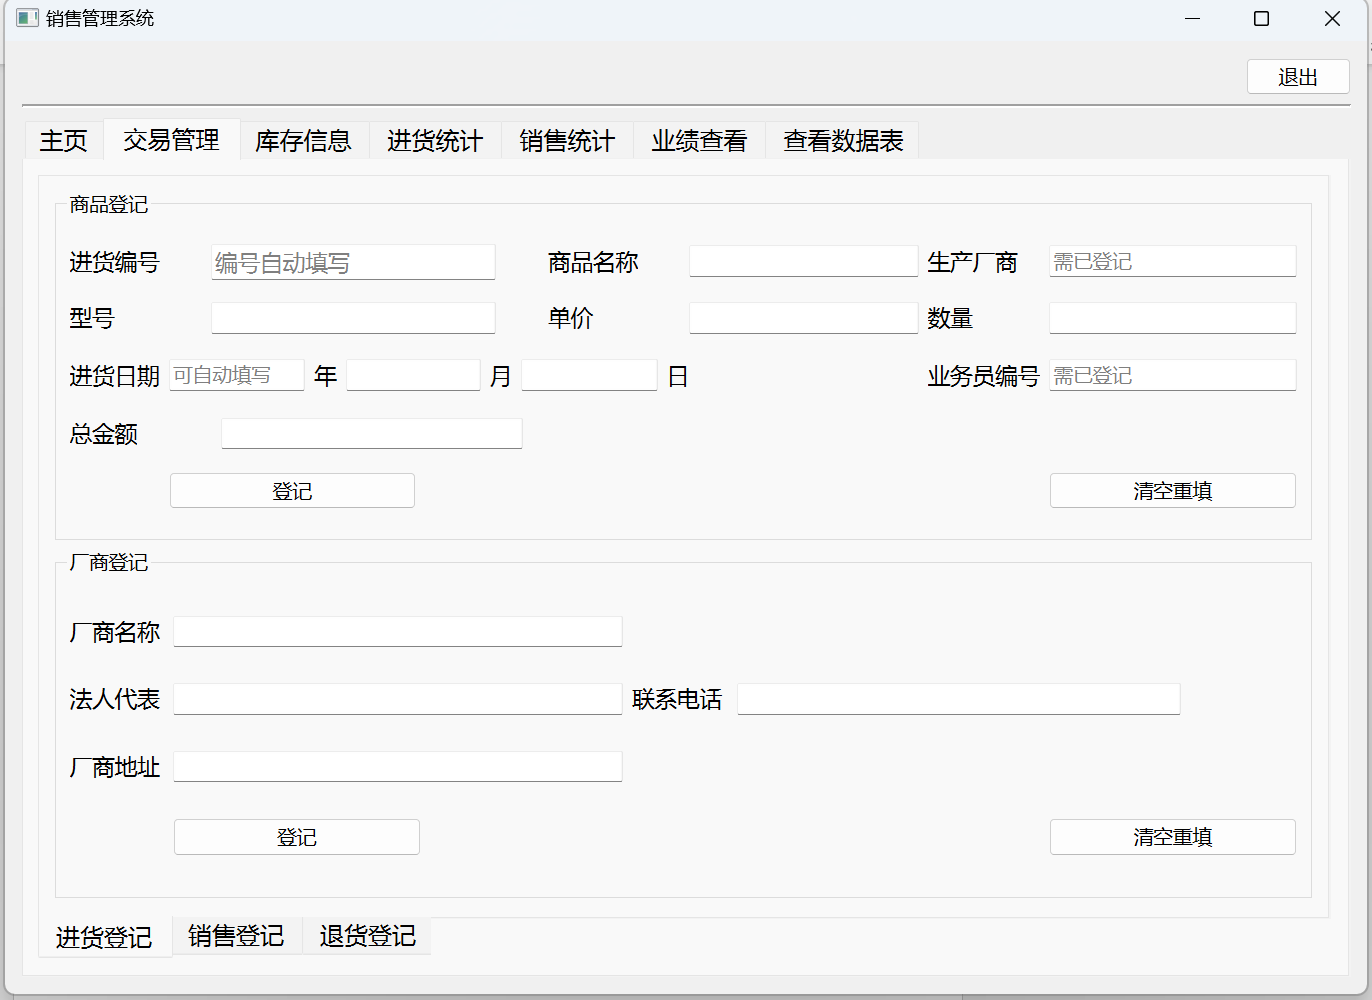 销售管理系统
退出
主页 交易管理 库存信息 进货统计 销售统计 业绩查看 查看数据表
商品登记
进货编号 编号自动填写 商品名称 生产厂商 需已登记
型号 单价 数量
进货日期 可自动填写 年 月 日 业务员编号 需已登记
总金额
登记 清空重填
厂商登记
厂商名称
法人代表 联系电话
厂商地址
登记 清空重填
进货登记 销售登记 退货登记